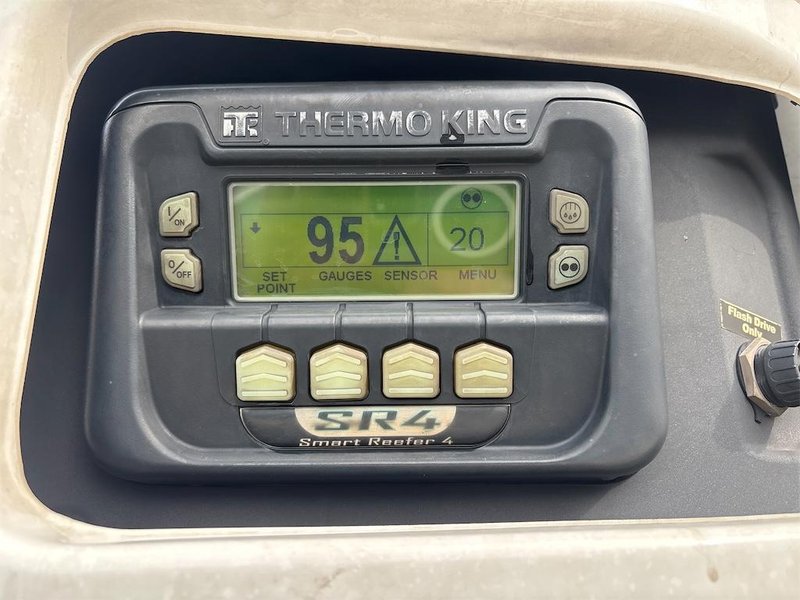 THERMO KING
I/ON
O/OFF
95
!
20
SET
POINT
GAUGES
SENSOR
MENU
Flash Drive
Only
SR4
Smart Reefer 4